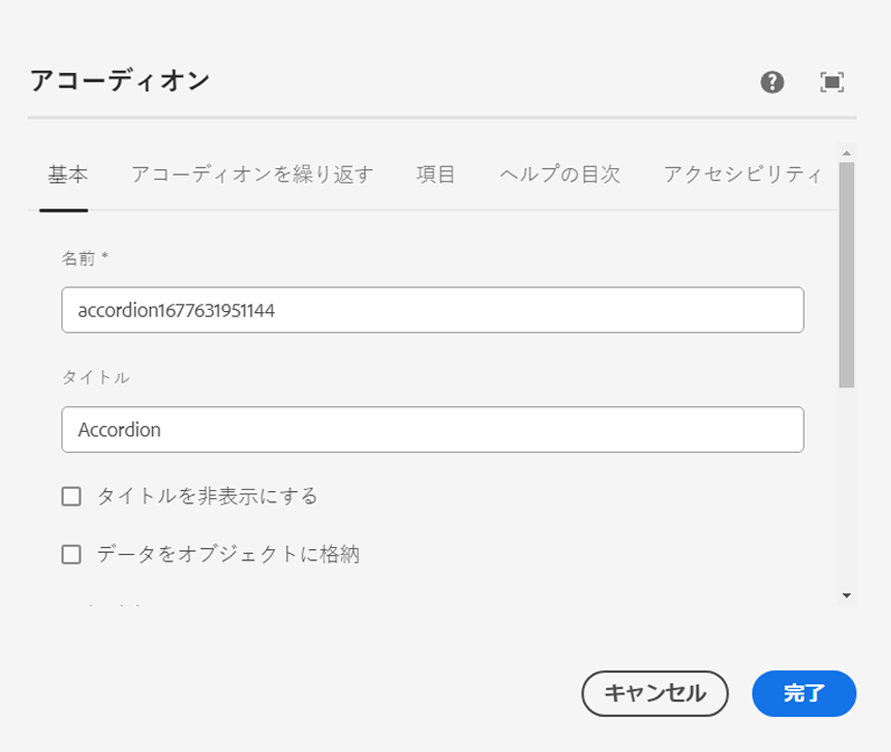 アコーディオン
基本 アコーディオンを繰り返す 項目 ヘルプの目次 アクセシビリティ
名前 *
accordion1677631951144
タイトル
Accordion
タイトルを非表示にする
データをオブジェクトに格納
キャンセル 完了